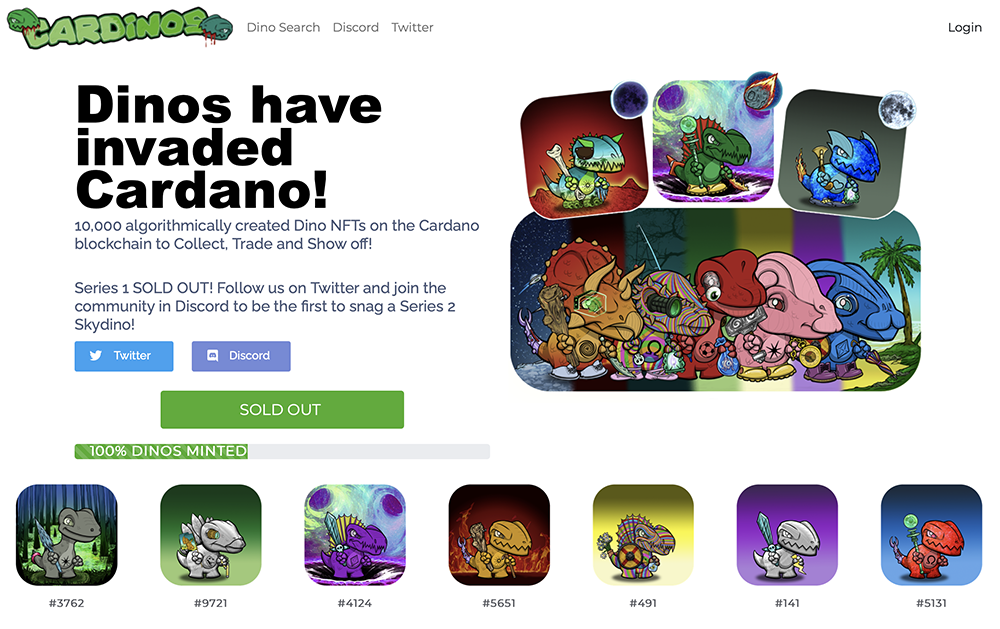 CARDINOS
Dino Search Discord Twitter
Login
Dinos have
invaded
Cardano!
10,000 algorithmically created Dino NFTs on the Cardano
blockchain to Collect, Trade and Show off!
Series 1 SOLD OUT! Follow us on Twitter and join the
community in Discord to be the first to snag a Series 2
Skydino!
Twitter
Discord
SOLD OUT
100% DINOS MINTED
#3762
#9721
#4124
#5651
#491
#141
#5131